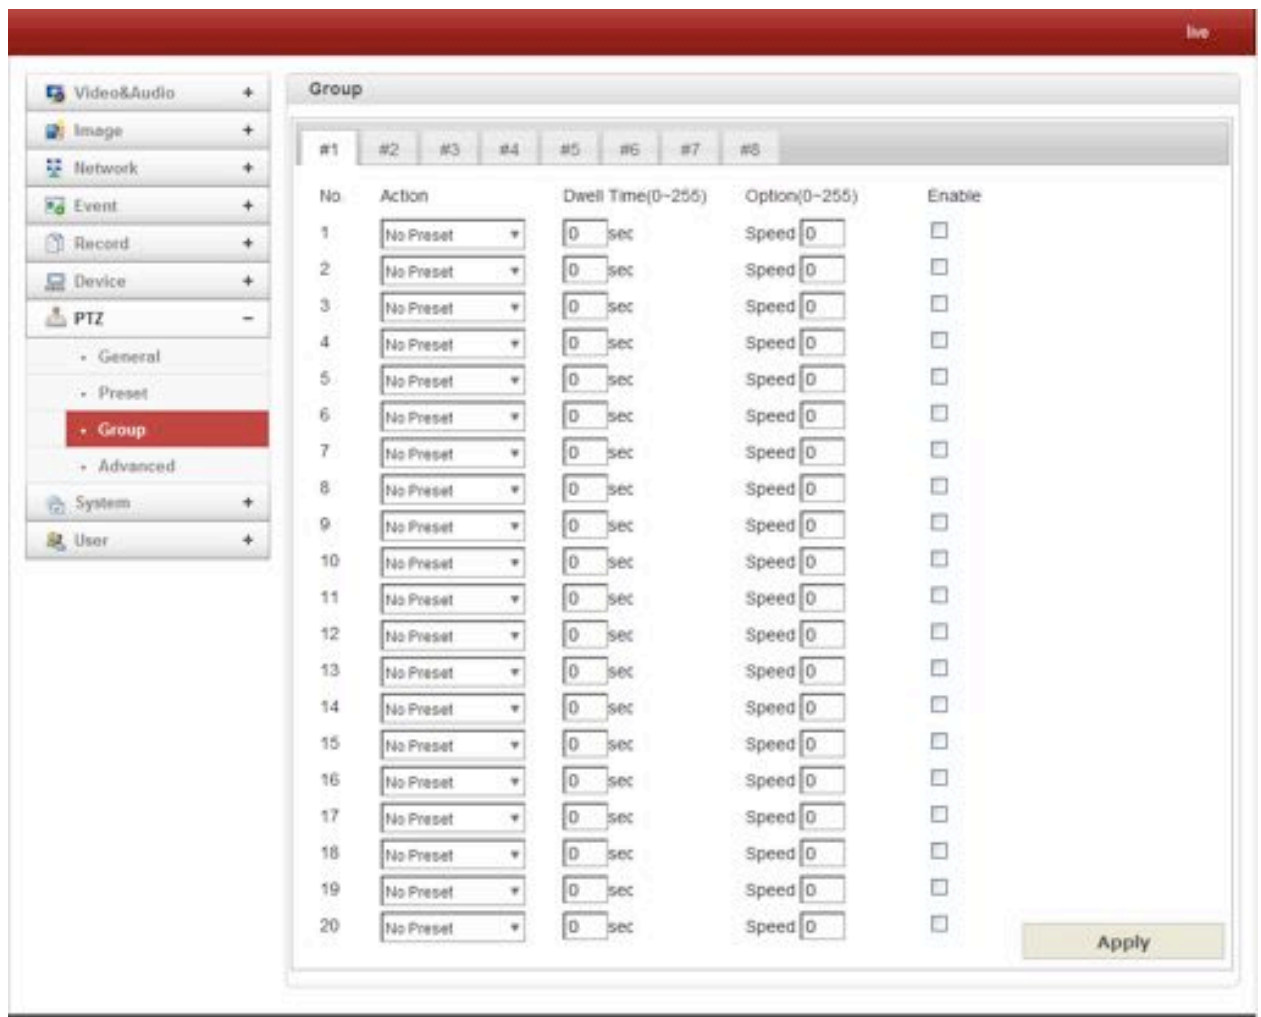 live
Video&Audio +
Image +
Network +
Event +
Record +
Device +
PTZ -
General
Preset
Group
Advanced
System +
User +
Group
#1 #2 #3 #4 #5 #6 #7 #8
No. Action Dwell Time(0~255) Option(0~255) Enable
1 No Preset 0 sec Speed 0
2 No Preset 0 sec Speed 0
3 No Preset 0 sec Speed 0
4 No Preset 0 sec Speed 0
5 No Preset 0 sec Speed 0
6 No Preset 0 sec Speed 0
7 No Preset 0 sec Speed 0
8 No Preset 0 sec Speed 0
9 No Preset 0 sec Speed 0
10 No Preset 0 sec Speed 0
11 No Preset 0 sec Speed 0
12 No Preset 0 sec Speed 0
13 No Preset 0 sec Speed 0
14 No Preset 0 sec Speed 0
15 No Preset 0 sec Speed 0
16 No Preset 0 sec Speed 0
17 No Preset 0 sec Speed 0
18 No Preset 0 sec Speed 0
19 No Preset 0 sec Speed 0
20 No Preset 0 sec Speed 0
Apply